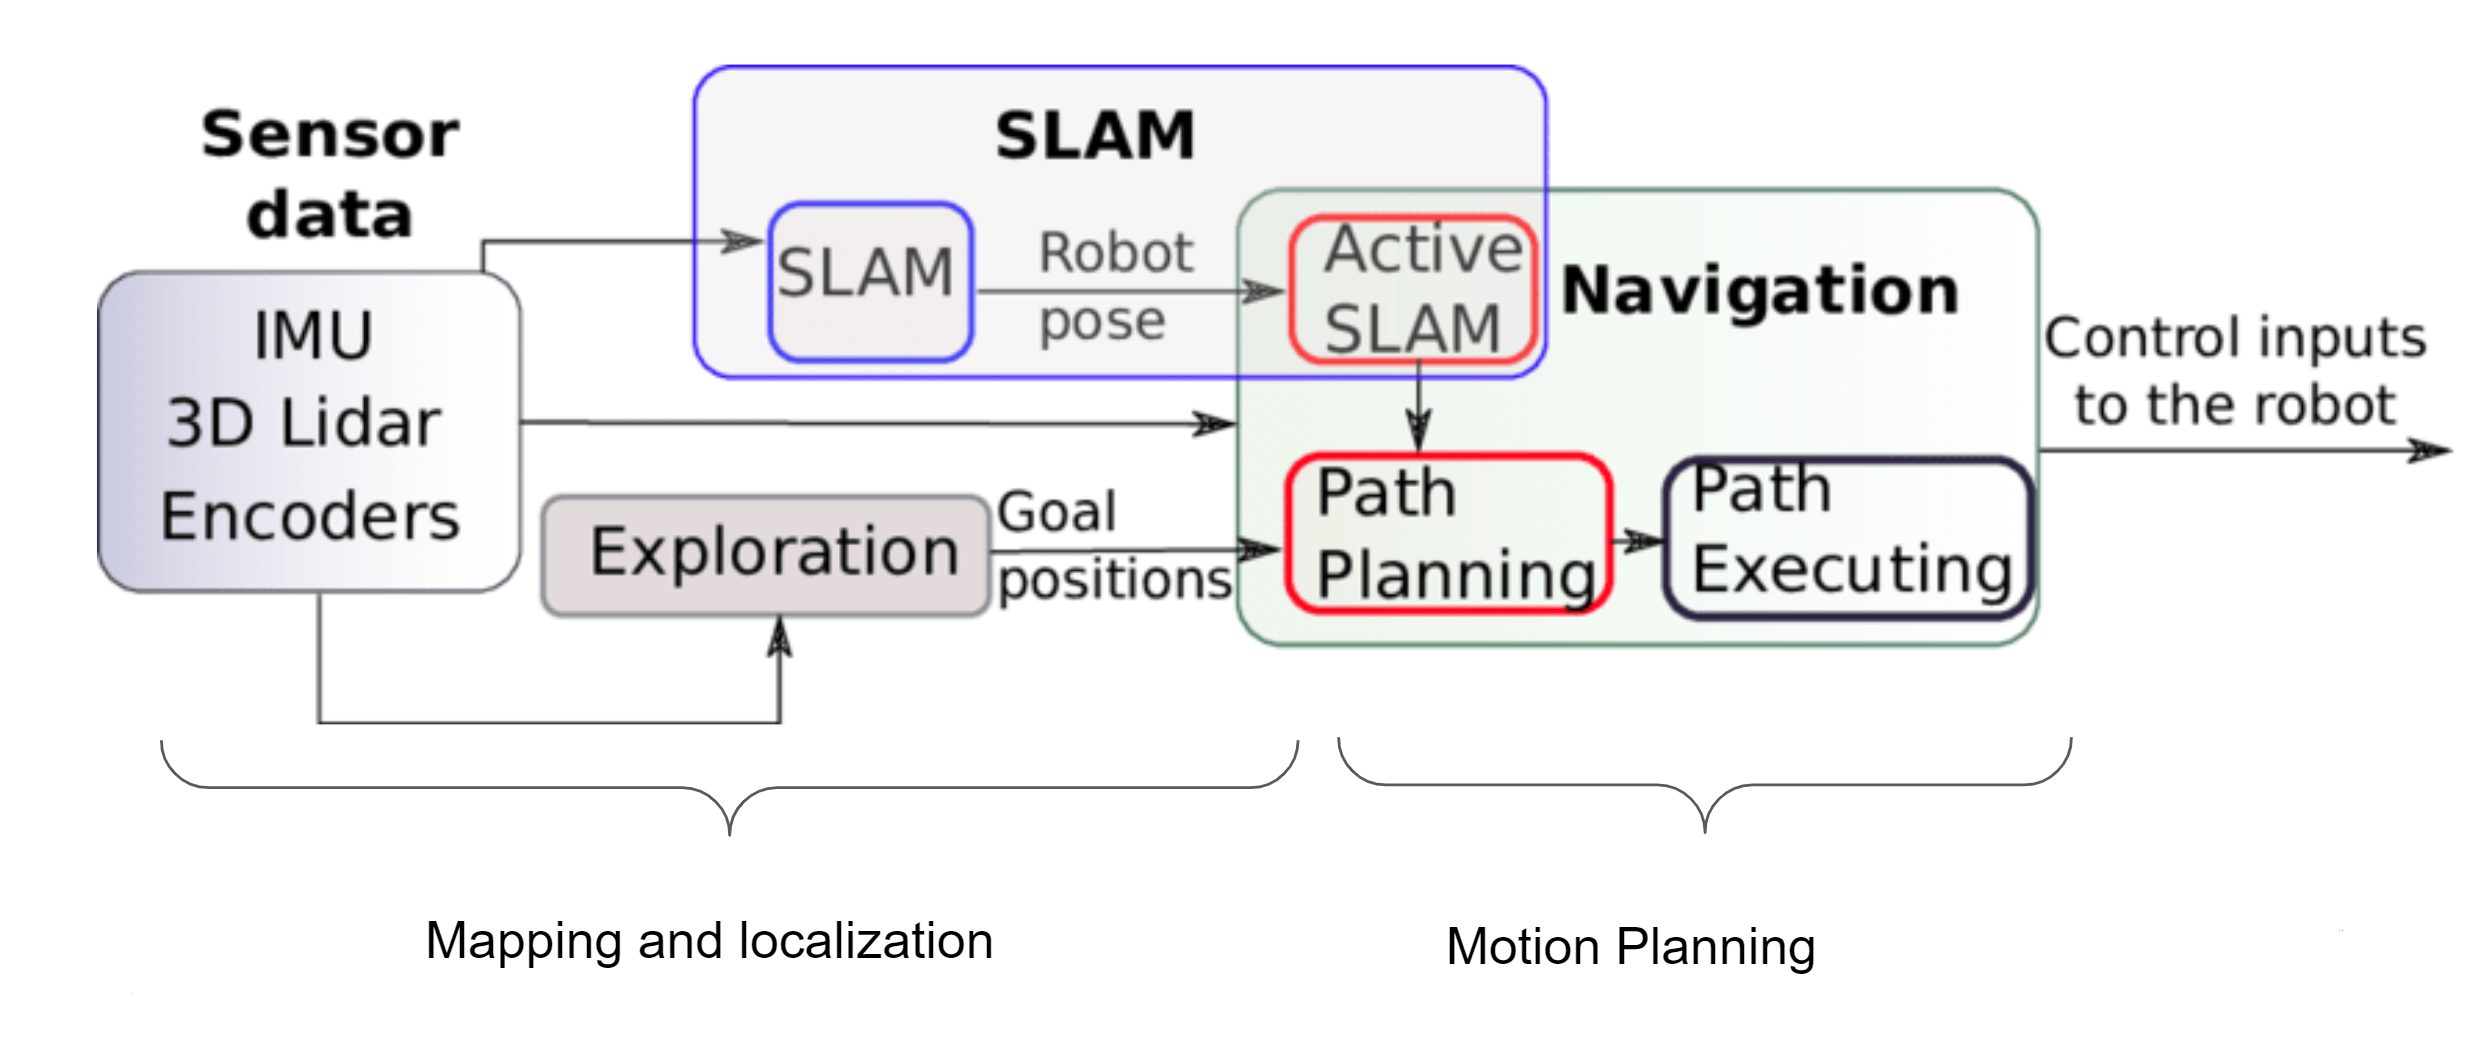 Sensor
data
IMU
3D Lidar
Encoders
SLAM
SLAM
Robot
pose
Active
SLAM
Navigation
Exploration
Goal
positions
Path
Planning
Path
Executing
Control inputs
to the robot
Mapping and localization
Motion Planning